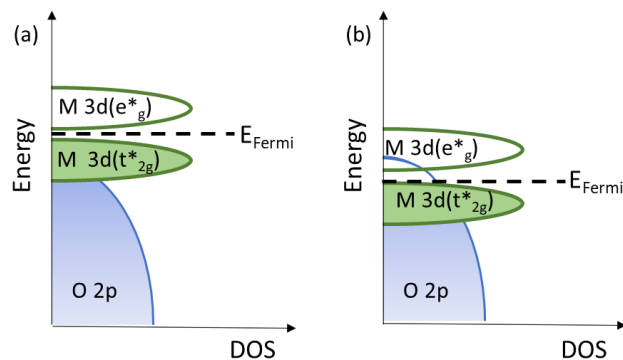 (a)
Energy
M 3d(e*g)
EFermi
M 3d(t*2g)
O 2p
DOS
(b)
Energy
M 3d(e*g)
EFermi
M 3d(t*2g)
O 2p
DOS